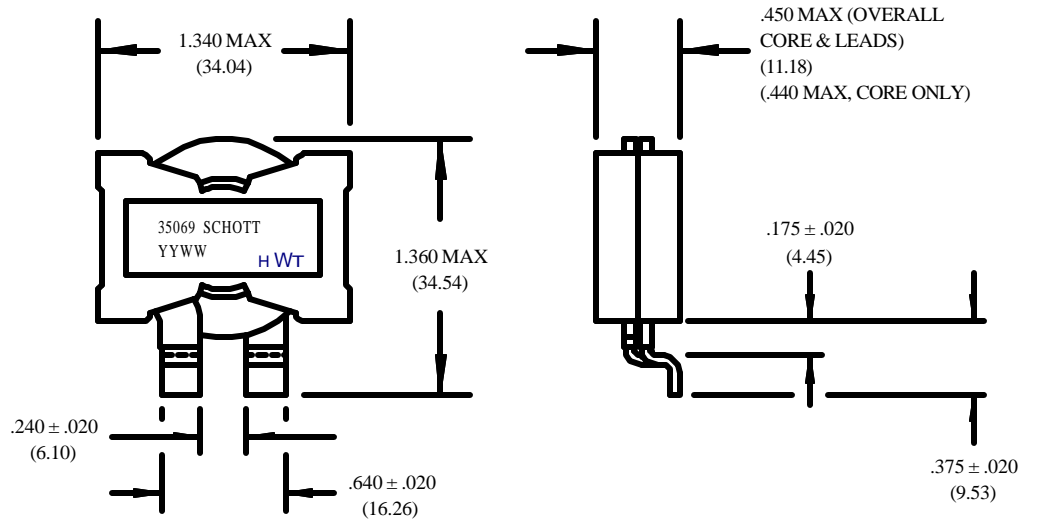 1.340 MAX
(34.04)
.450 MAX (OVERALL
CORE & LEADS)
(11.18)
(.440 MAX, CORE ONLY)
35069 SCHOTT
YYWW
H WT
1.360 MAX
(34.54)
.175 ± .020
(4.45)
.240 ± .020
(6.10)
.640 ± .020
(16.26)
.375 ± .020
(9.53)